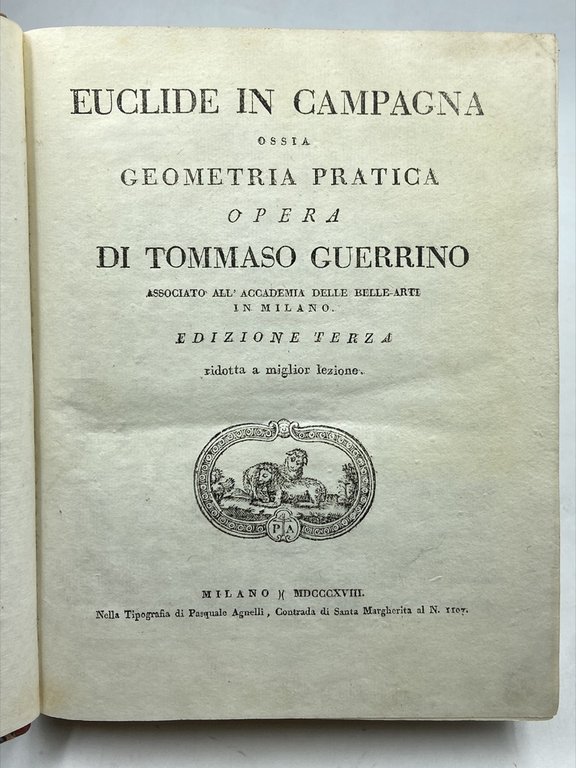 EUCLIDE IN CAMPAGNA
OSSIA
GEOMETRIA PRATICA
OPERA
DI TOMMASO GUERRINO
ASSOCIATO ALL' ACCADEMIA DELLE BELLE-ARTI
IN MILANO.
EDIZIONE TERZA
ridotta a miglior lezione.
P A
MILANO )( MDCCCXVIII.
Nella Tipografia di Pasquale Agnelli, Contrada di Santa Margherita al N. 1107.